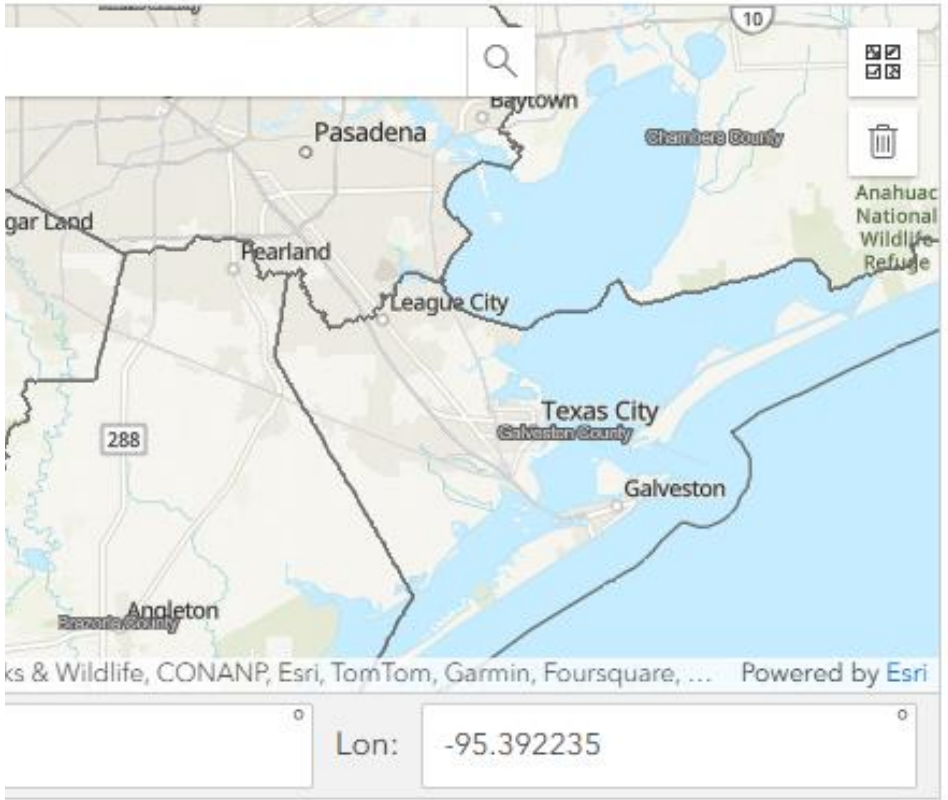 10
Baytown
Pasadena
Chambers County
Anahuac
National
Wildlife
Refuge
gar Land
Pearland
League City
Texas City
Galveston County
288
Galveston
Angleton
Brazoria County
ks & Wildlife, CONANP, Esri, TomTom, Garmin, Foursquare, ... Powered by Esri
° Lon: -95.392235 °